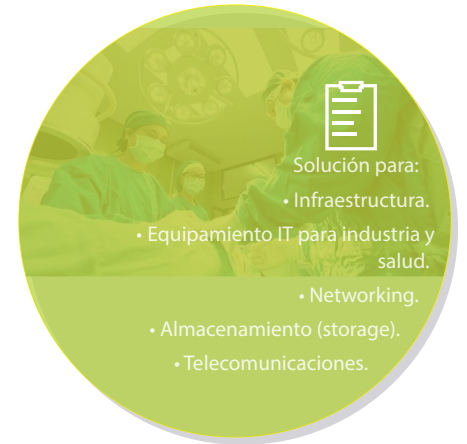 Solución para:
• Infraestructura.
• Equipamiento IT para industria y
salud.
• Networking.
• Almacenamiento (storage).
• Telecomunicaciones.